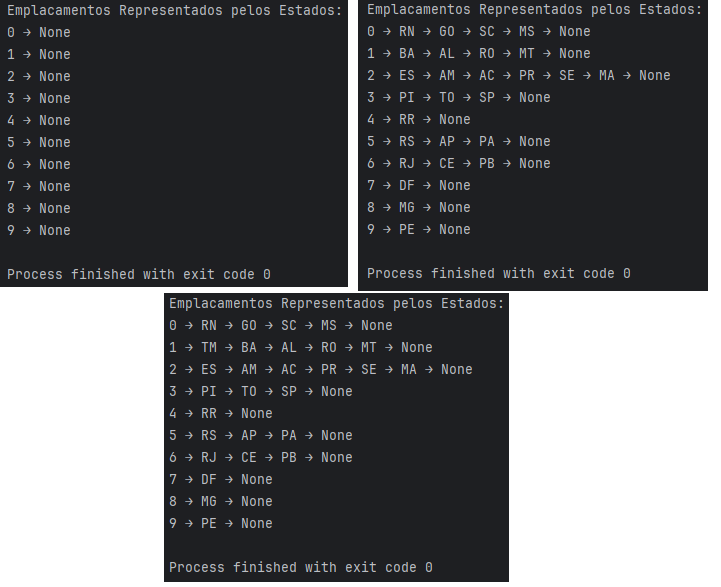 Emplacamentos Representados pelos Estados:
0 → None
1 → None
2 → None
3 → None
4 → None
5 → None
6 → None
7 → None
8 → None
9 → None
Process finished with exit code 0
Emplacamentos Representados pelos Estados:
0 → RN → GO → SC → MS → None
1 → BA → AL → RO → MT → None
2 → ES → AM → AC → PR → SE → MA → None
3 → PI → TO → SP → None
4 → RR → None
5 → RS → AP → PA → None
6 → RJ → CE → PB → None
7 → DF → None
8 → MG → None
9 → PE → None
Process finished with exit code 0
Emplacamentos Representados pelos Estados:
0 → RN → GO → SC → MS → None
1 → TM → BA → AL → RO → MT → None
2 → ES → AM → AC → PR → SE → MA → None
3 → PI → TO → SP → None
4 → RR → None
5 → RS → AP → PA → None
6 → RJ → CE → PB → None
7 → DF → None
8 → MG → None
9 → PE → None
Process finished with exit code 0